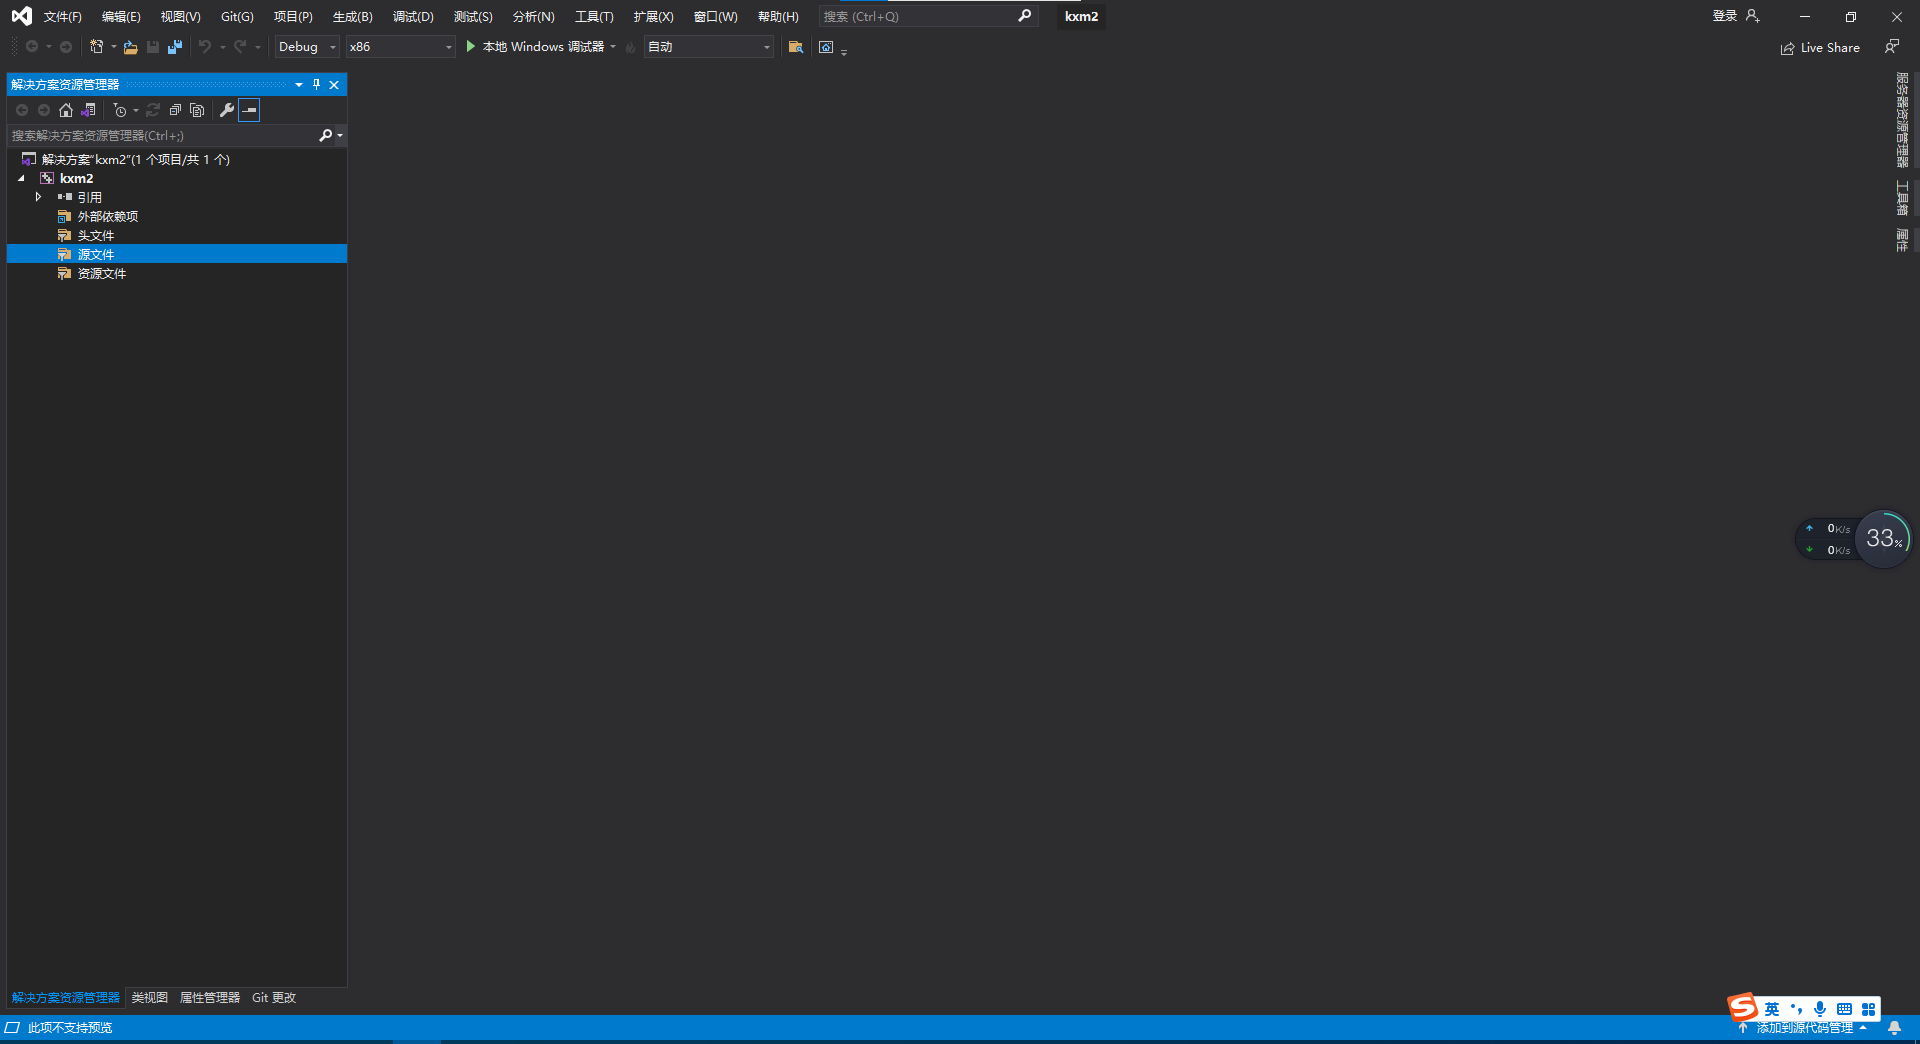 文件(F) 编辑(E) 视图(V) Git(G) 项目(P) 生成(B) 调试(D) 测试(S) 分析(N) 工具(T) 扩展(X) 窗口(W) 帮助(H) 搜索 (Ctrl+Q) kxm2 登录
Debug x86 本地 Windows 调试器 自动 Live Share
解决方案资源管理器
搜索解决方案资源管理器(Ctrl+;)
解决方案"kxm2"(1 个项目/共 1 个)
kxm2
引用
外部依赖项
头文件
源文件
资源文件
服务器资源管理器
工具箱
属性
0K/s
0K/s
33%
解决方案资源管理器 类视图 属性管理器 Git 更改
英
此项不支持预览 添加到源代码管理